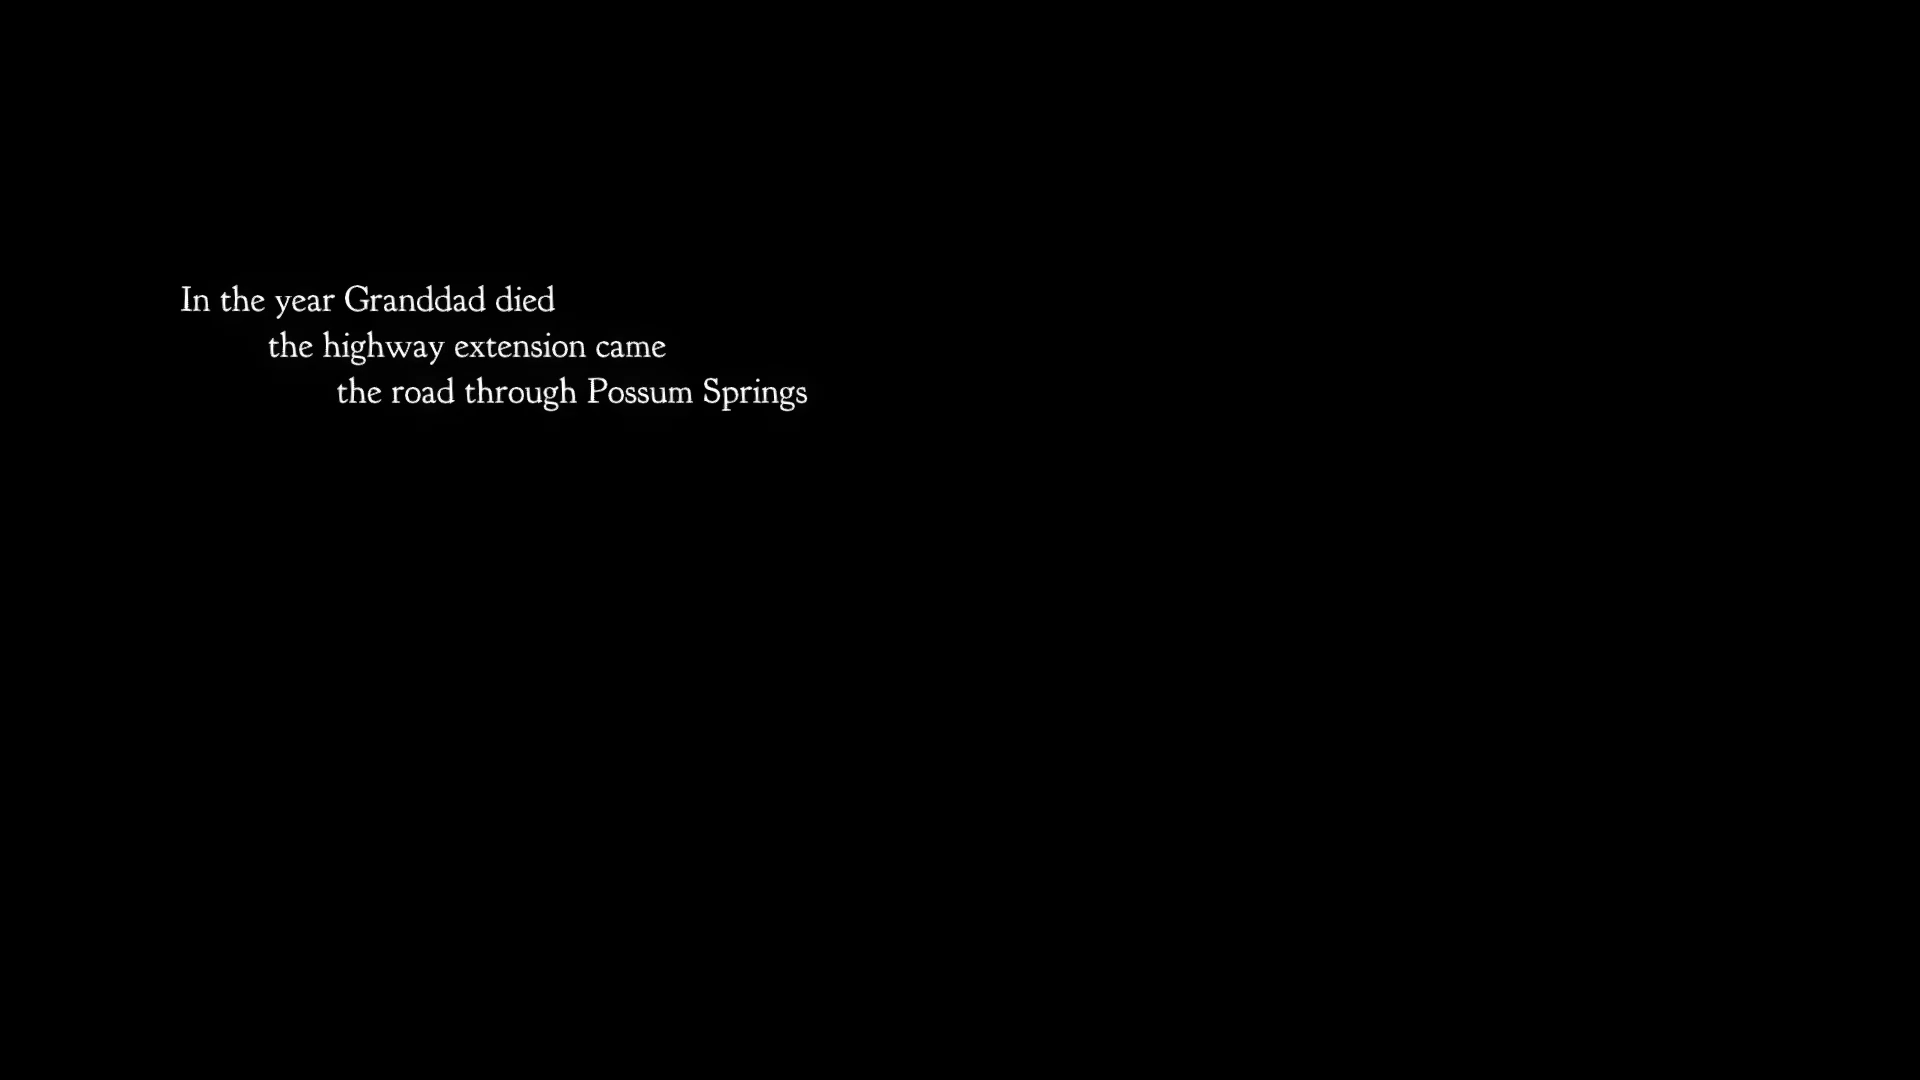 In the year Granddad died
the highway extension came
the road through Possum Springs